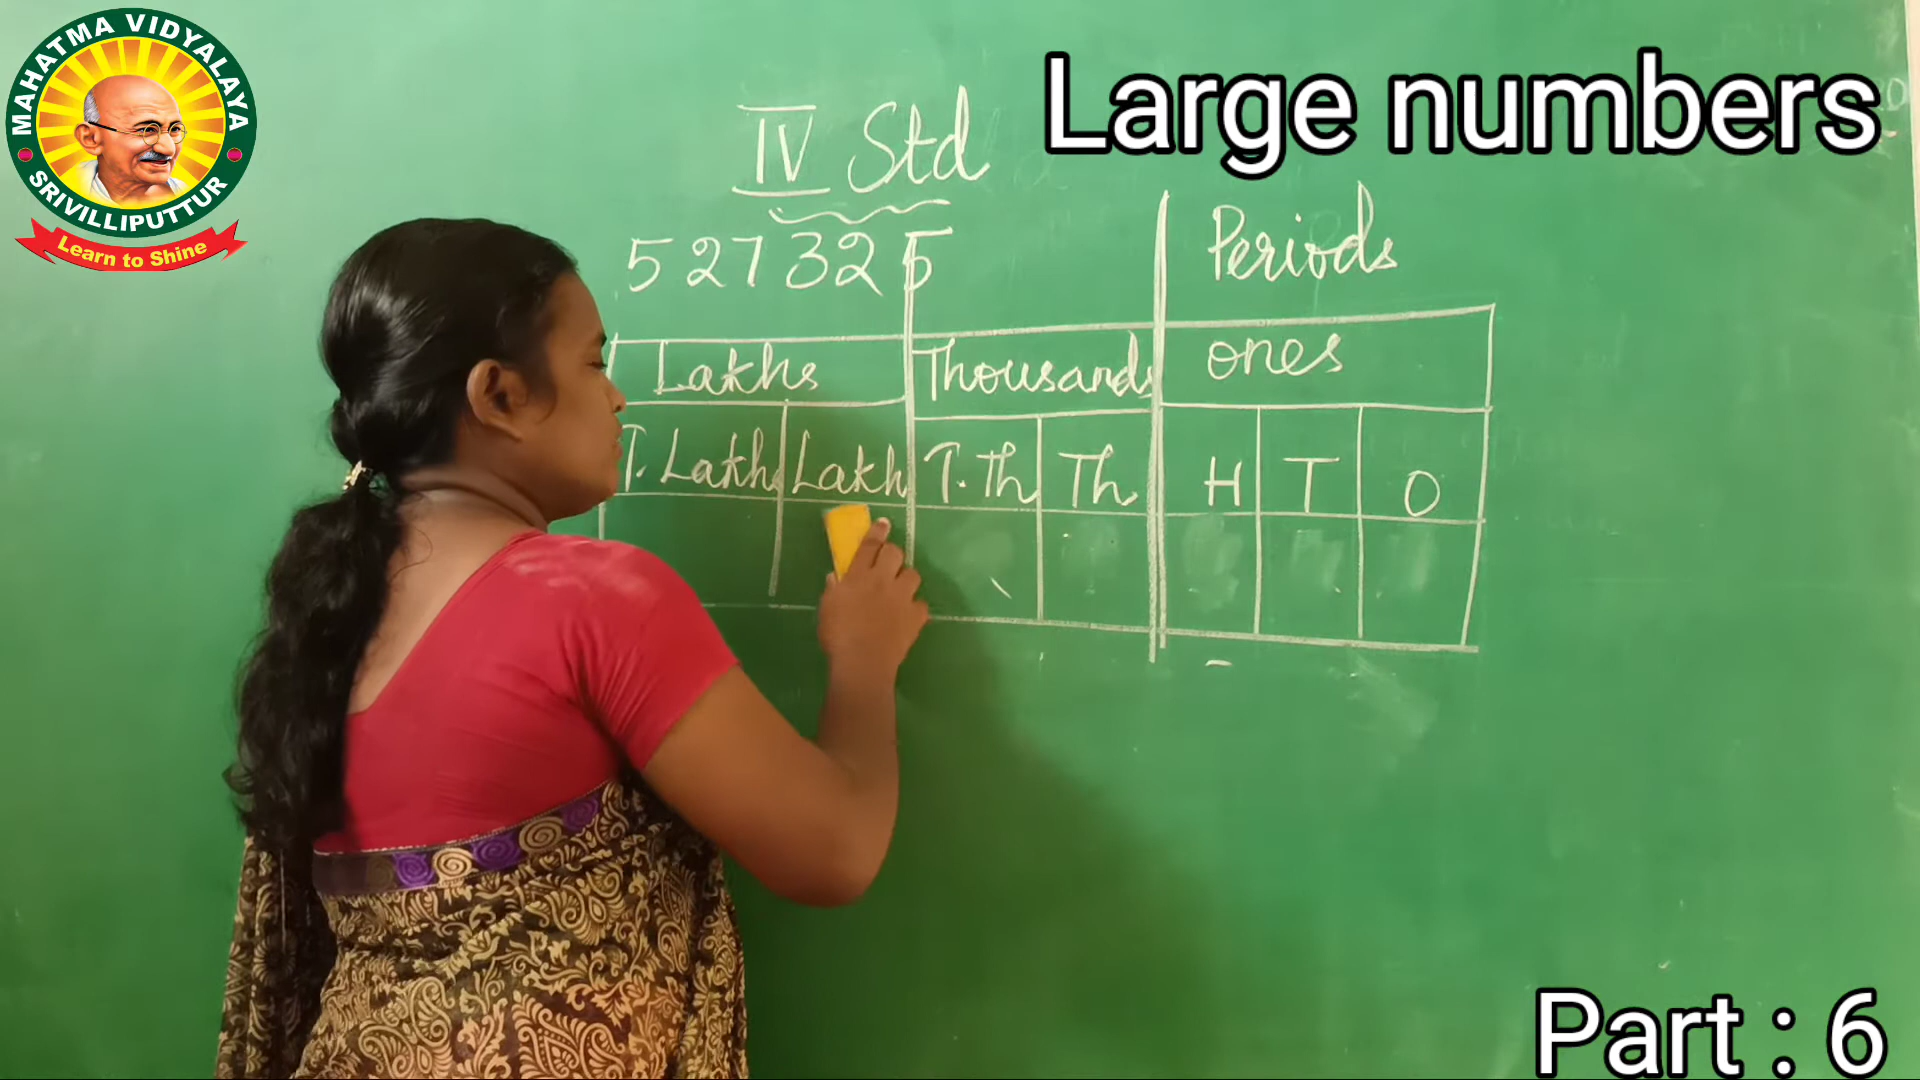 MAHATMA VIDYALAYA
SRIVILLIPUTTUR
Learn to Shine
Large numbers
IV Std
527325
Periods
Lakhs Thousands ones
T. Lakhs Lakh T. Th Th H T O
Part : 6